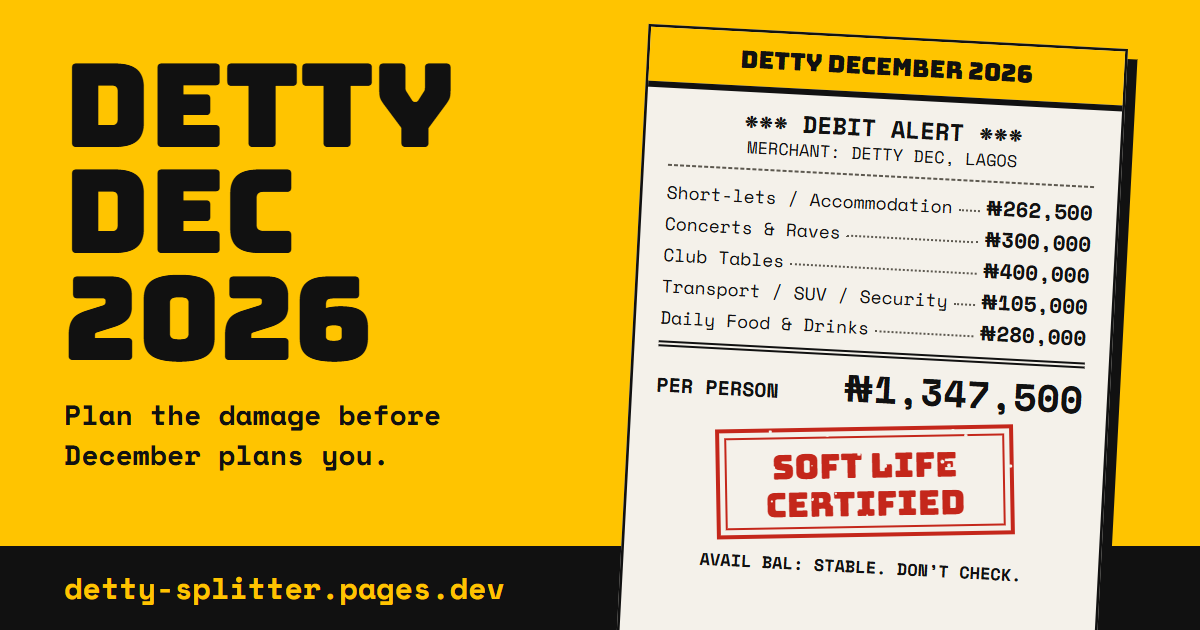 DETTY
DEC
2026
Plan the damage before
December plans you.
detty-splitter.pages.dev
DETTY DECEMBER 2026
*** DEBIT ALERT ***
MERCHANT: DETTY DEC, LAGOS
Short-lets / Accommodation ₦262,500
Concerts & Raves ₦300,000
Club Tables ₦400,000
Transport / SUV / Security ₦105,000
Daily Food & Drinks ₦280,000
PER PERSON ₦1,347,500
SOFT LIFE
CERTIFIED
AVAIL BAL: STABLE. DON'T CHECK.